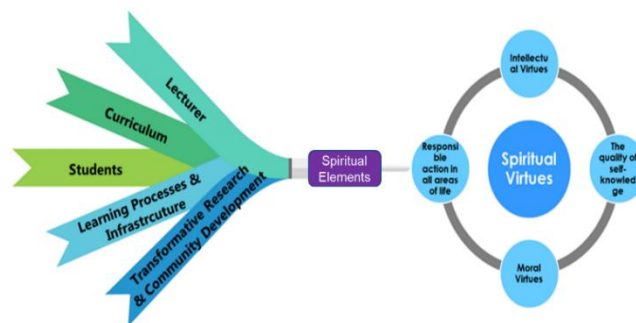 Lecturer
Curriculum
Students
Learning Processes &
Infrastrcuture
Transformative Research
& Community Development
Spiritual
Elements
Intellectu
al Virtues
Responsi
ble
action in
all areas
of life
Spiritual
Virtues
The
quality of
self-
knowled
ge
Moral
Virtues